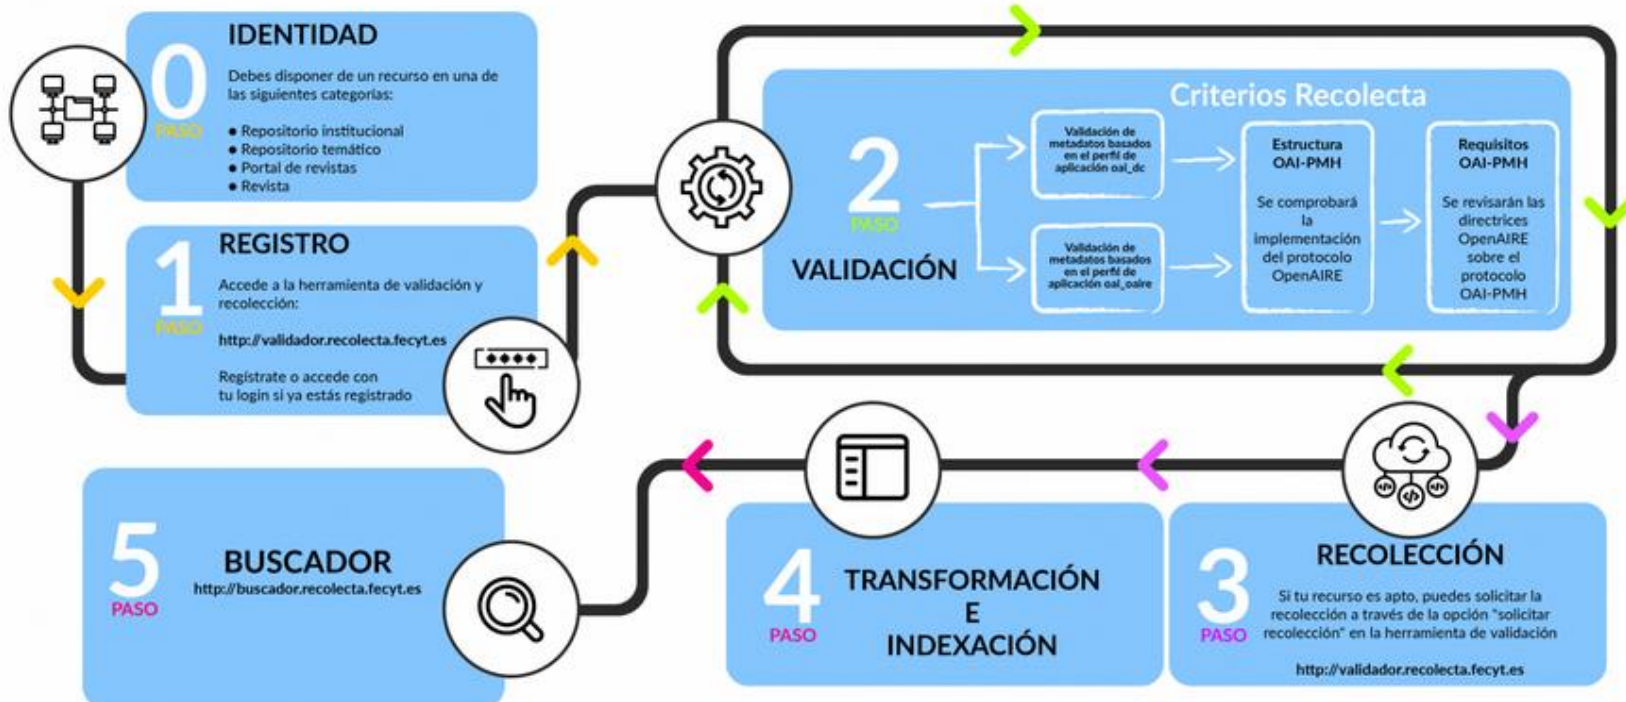 0
PASO
IDENTIDAD
Debes disponer de un recurso en una de
las siguientes categorías:
● Repositorio institucional
● Repositorio temático
● Portal de revistas
● Revista
1
PASO
REGISTRO
Accede a la herramienta de validación y
recolección:
http://validador.recolecta.fecyt.es
Regístrate o accede con
tu login si ya estás registrado
2
PASO
VALIDACIÓN
Criterios Recolecta
Validación de
metadatos basados
en el perfil de
aplicación oai_dc
Validación de
metadatos basados
en el perfil de
aplicación oai_oaire
Estructura
OAI-PMH
Se comprobará
la
implementación
del protocolo
OpenAIRE
Requisitos
OAI-PMH
Se revisarán las
directrices
OpenAIRE
sobre el
protocolo
OAI-PMH
3
PASO
RECOLECCIÓN
Si tu recurso es apto, puedes solicitar la
recolección a través de la opción "solicitar
recolección" en la herramienta de validación
http://validador.recolecta.fecyt.es
4
PASO
TRANSFORMACIÓN
E
INDEXACIÓN
5
PASO
BUSCADOR
http://buscador.recolecta.fecyt.es